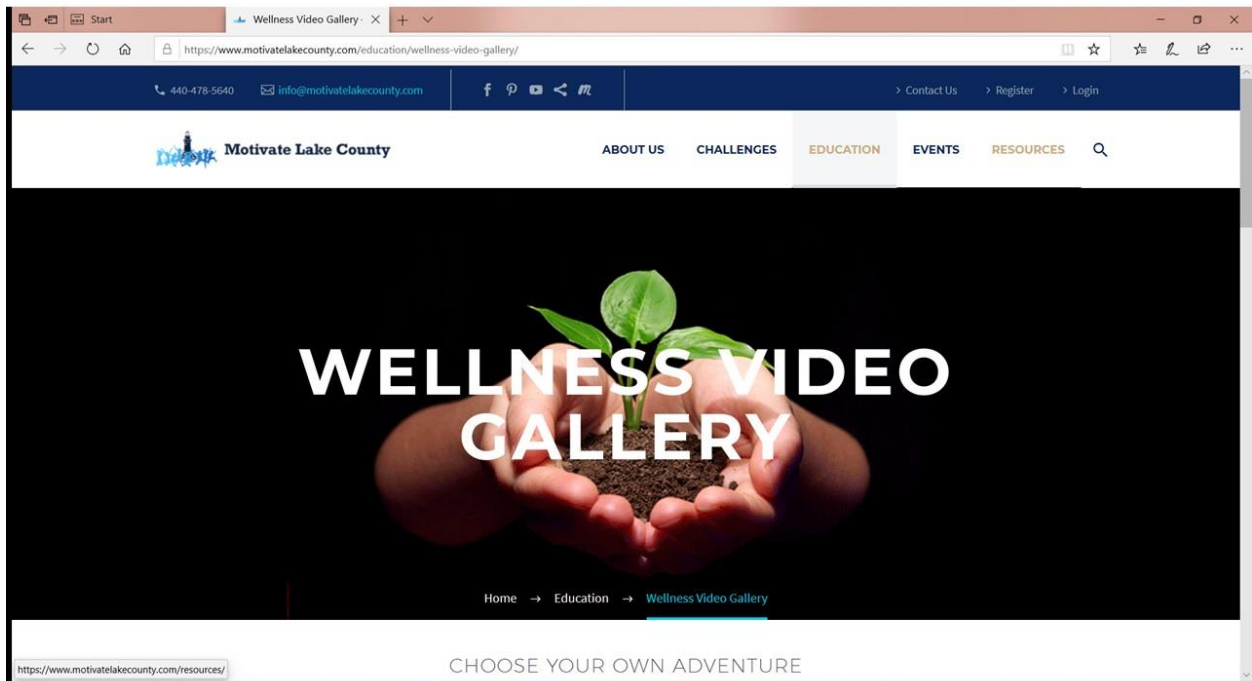 Start
Wellness Video Gallery ·
https://www.motivatelakecounty.com/education/wellness-video-gallery/
440-478-5640 info@motivatelakecounty.com
> Contact Us > Register > Login
Motivate Lake County
ABOUT US CHALLENGES EDUCATION EVENTS RESOURCES
WELLNESS VIDEO
GALLERY
Home → Education → Wellness Video Gallery
CHOOSE YOUR OWN ADVENTURE
https://www.motivatelakecounty.com/resources/